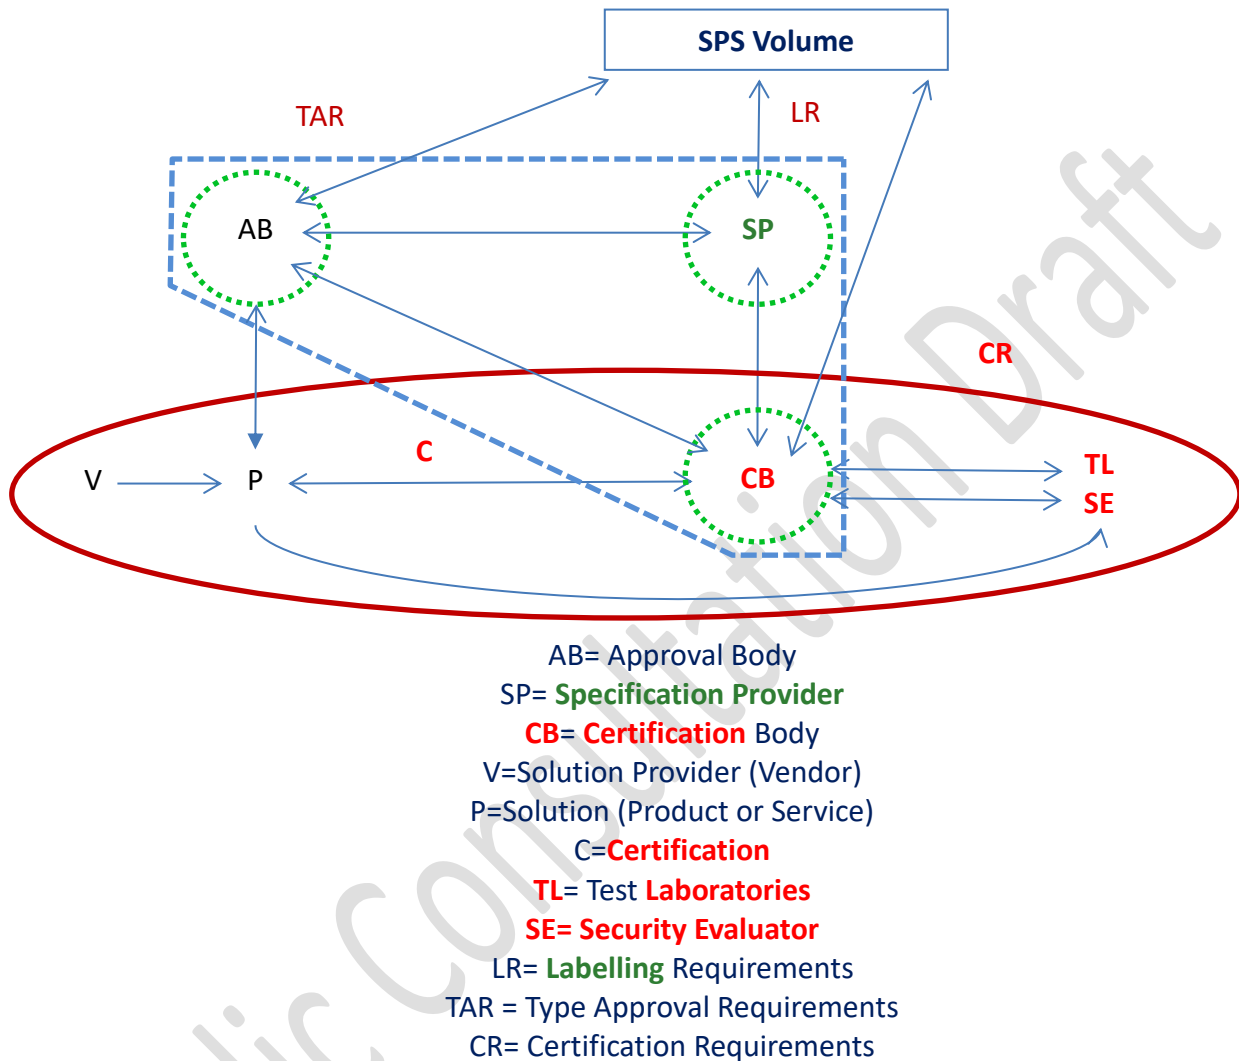 SPS Volume
TAR
LR
AB
SP
CR
C
V
P
CB
TL
SE
AB= Approval Body
SP= Specification Provider
CB= Certification Body
V=Solution Provider (Vendor)
P=Solution (Product or Service)
C=Certification
TL= Test Laboratories
SE= Security Evaluator
LR= Labelling Requirements
TAR = Type Approval Requirements
CR= Certification Requirements
Consultation Draft